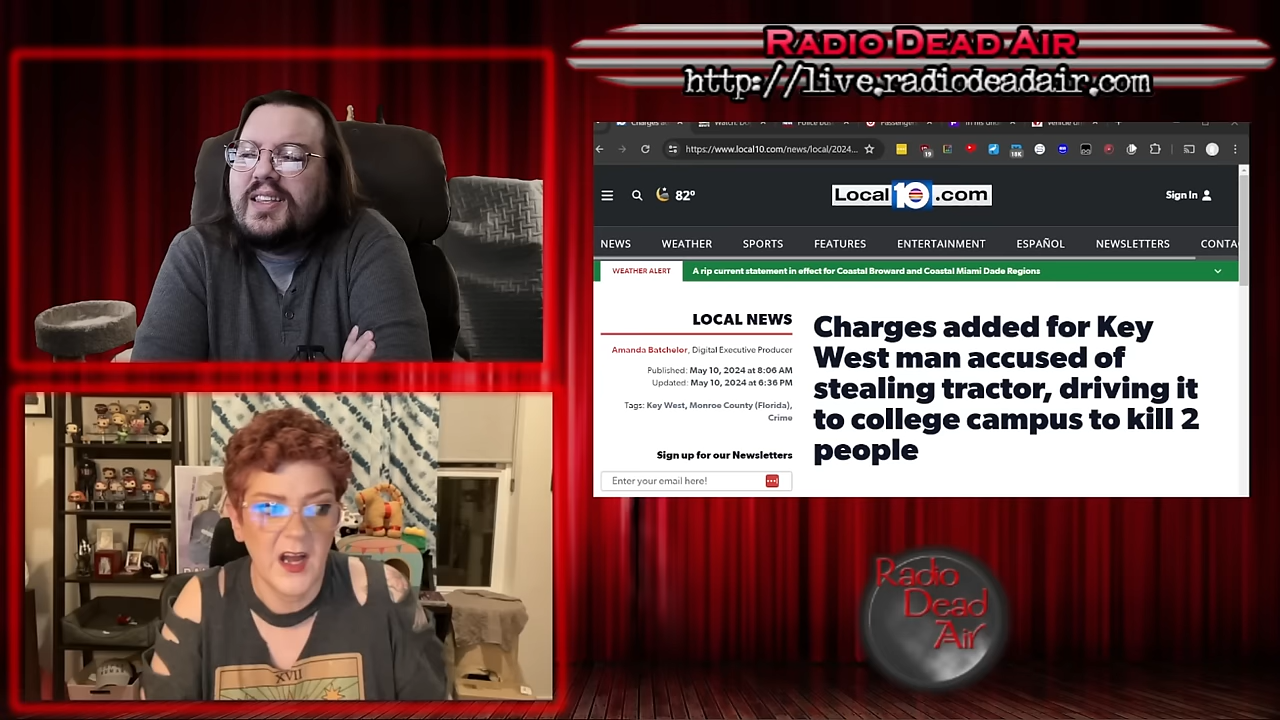 RADIO DEAD AIR
http://live.radiodeadair.com
https://www.local10.com/news/local/2024...
19
18K
82°
Local 10 .com
Sign In
NEWS WEATHER SPORTS FEATURES ENTERTAINMENT ESPAÑOL NEWSLETTERS CONTA
WEATHER ALERT A rip current statement in effect for Coastal Broward and Coastal Miami Dade Regions
LOCAL NEWS
Amanda Batchelor, Digital Executive Producer
Published: May 10, 2024 at 8:06 AM
Updated: May 10, 2024 at 6:36 PM
Tags: Key West, Monroe County (Florida),
Crime
Sign up for our Newsletters
Enter your email here!
Charges added for Key
West man accused of
stealing tractor, driving it
to college campus to kill 2
people
XVII
Radio
Dead
Air